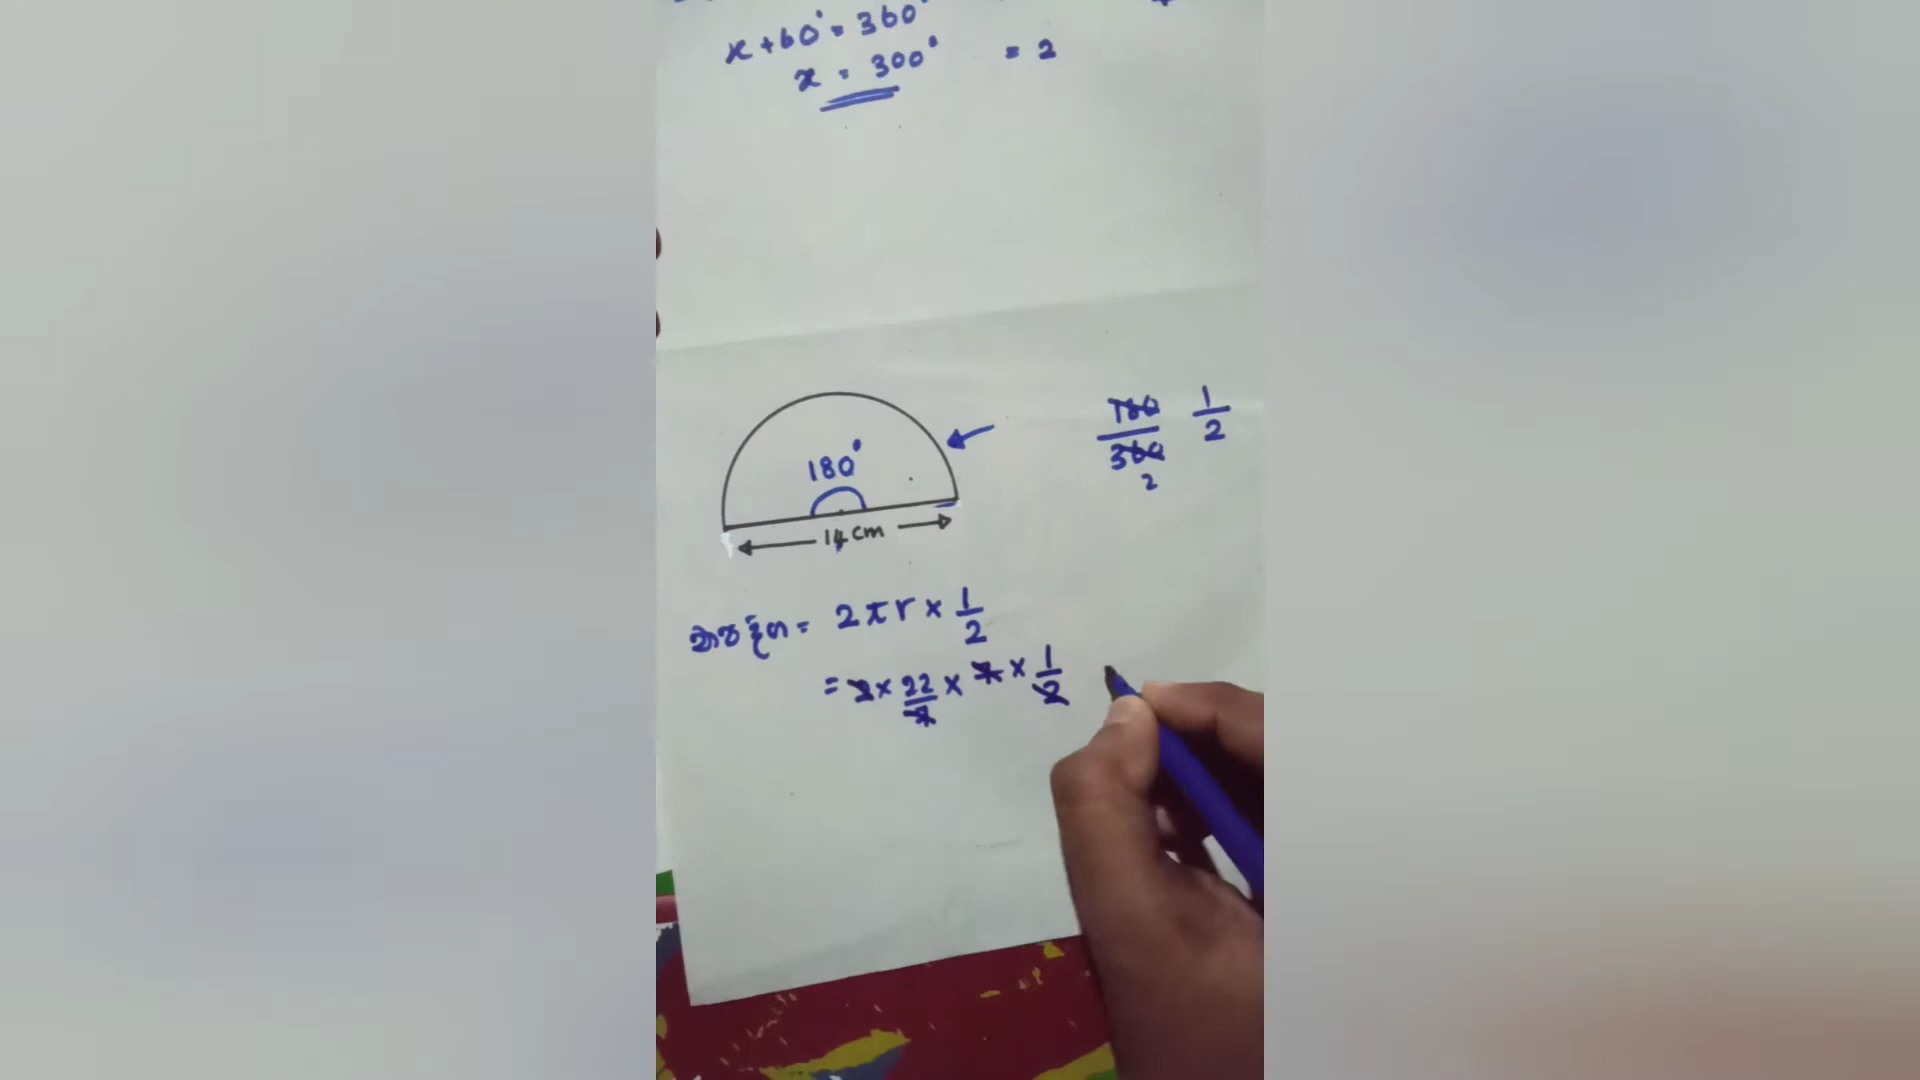 x + 60° = 360°
x = 300°
= 2
180°
14 cm
180/360 1/2
2
චාප දිග = 2πr × 1/2
= 2 × 22/7 × 7 × 1/2